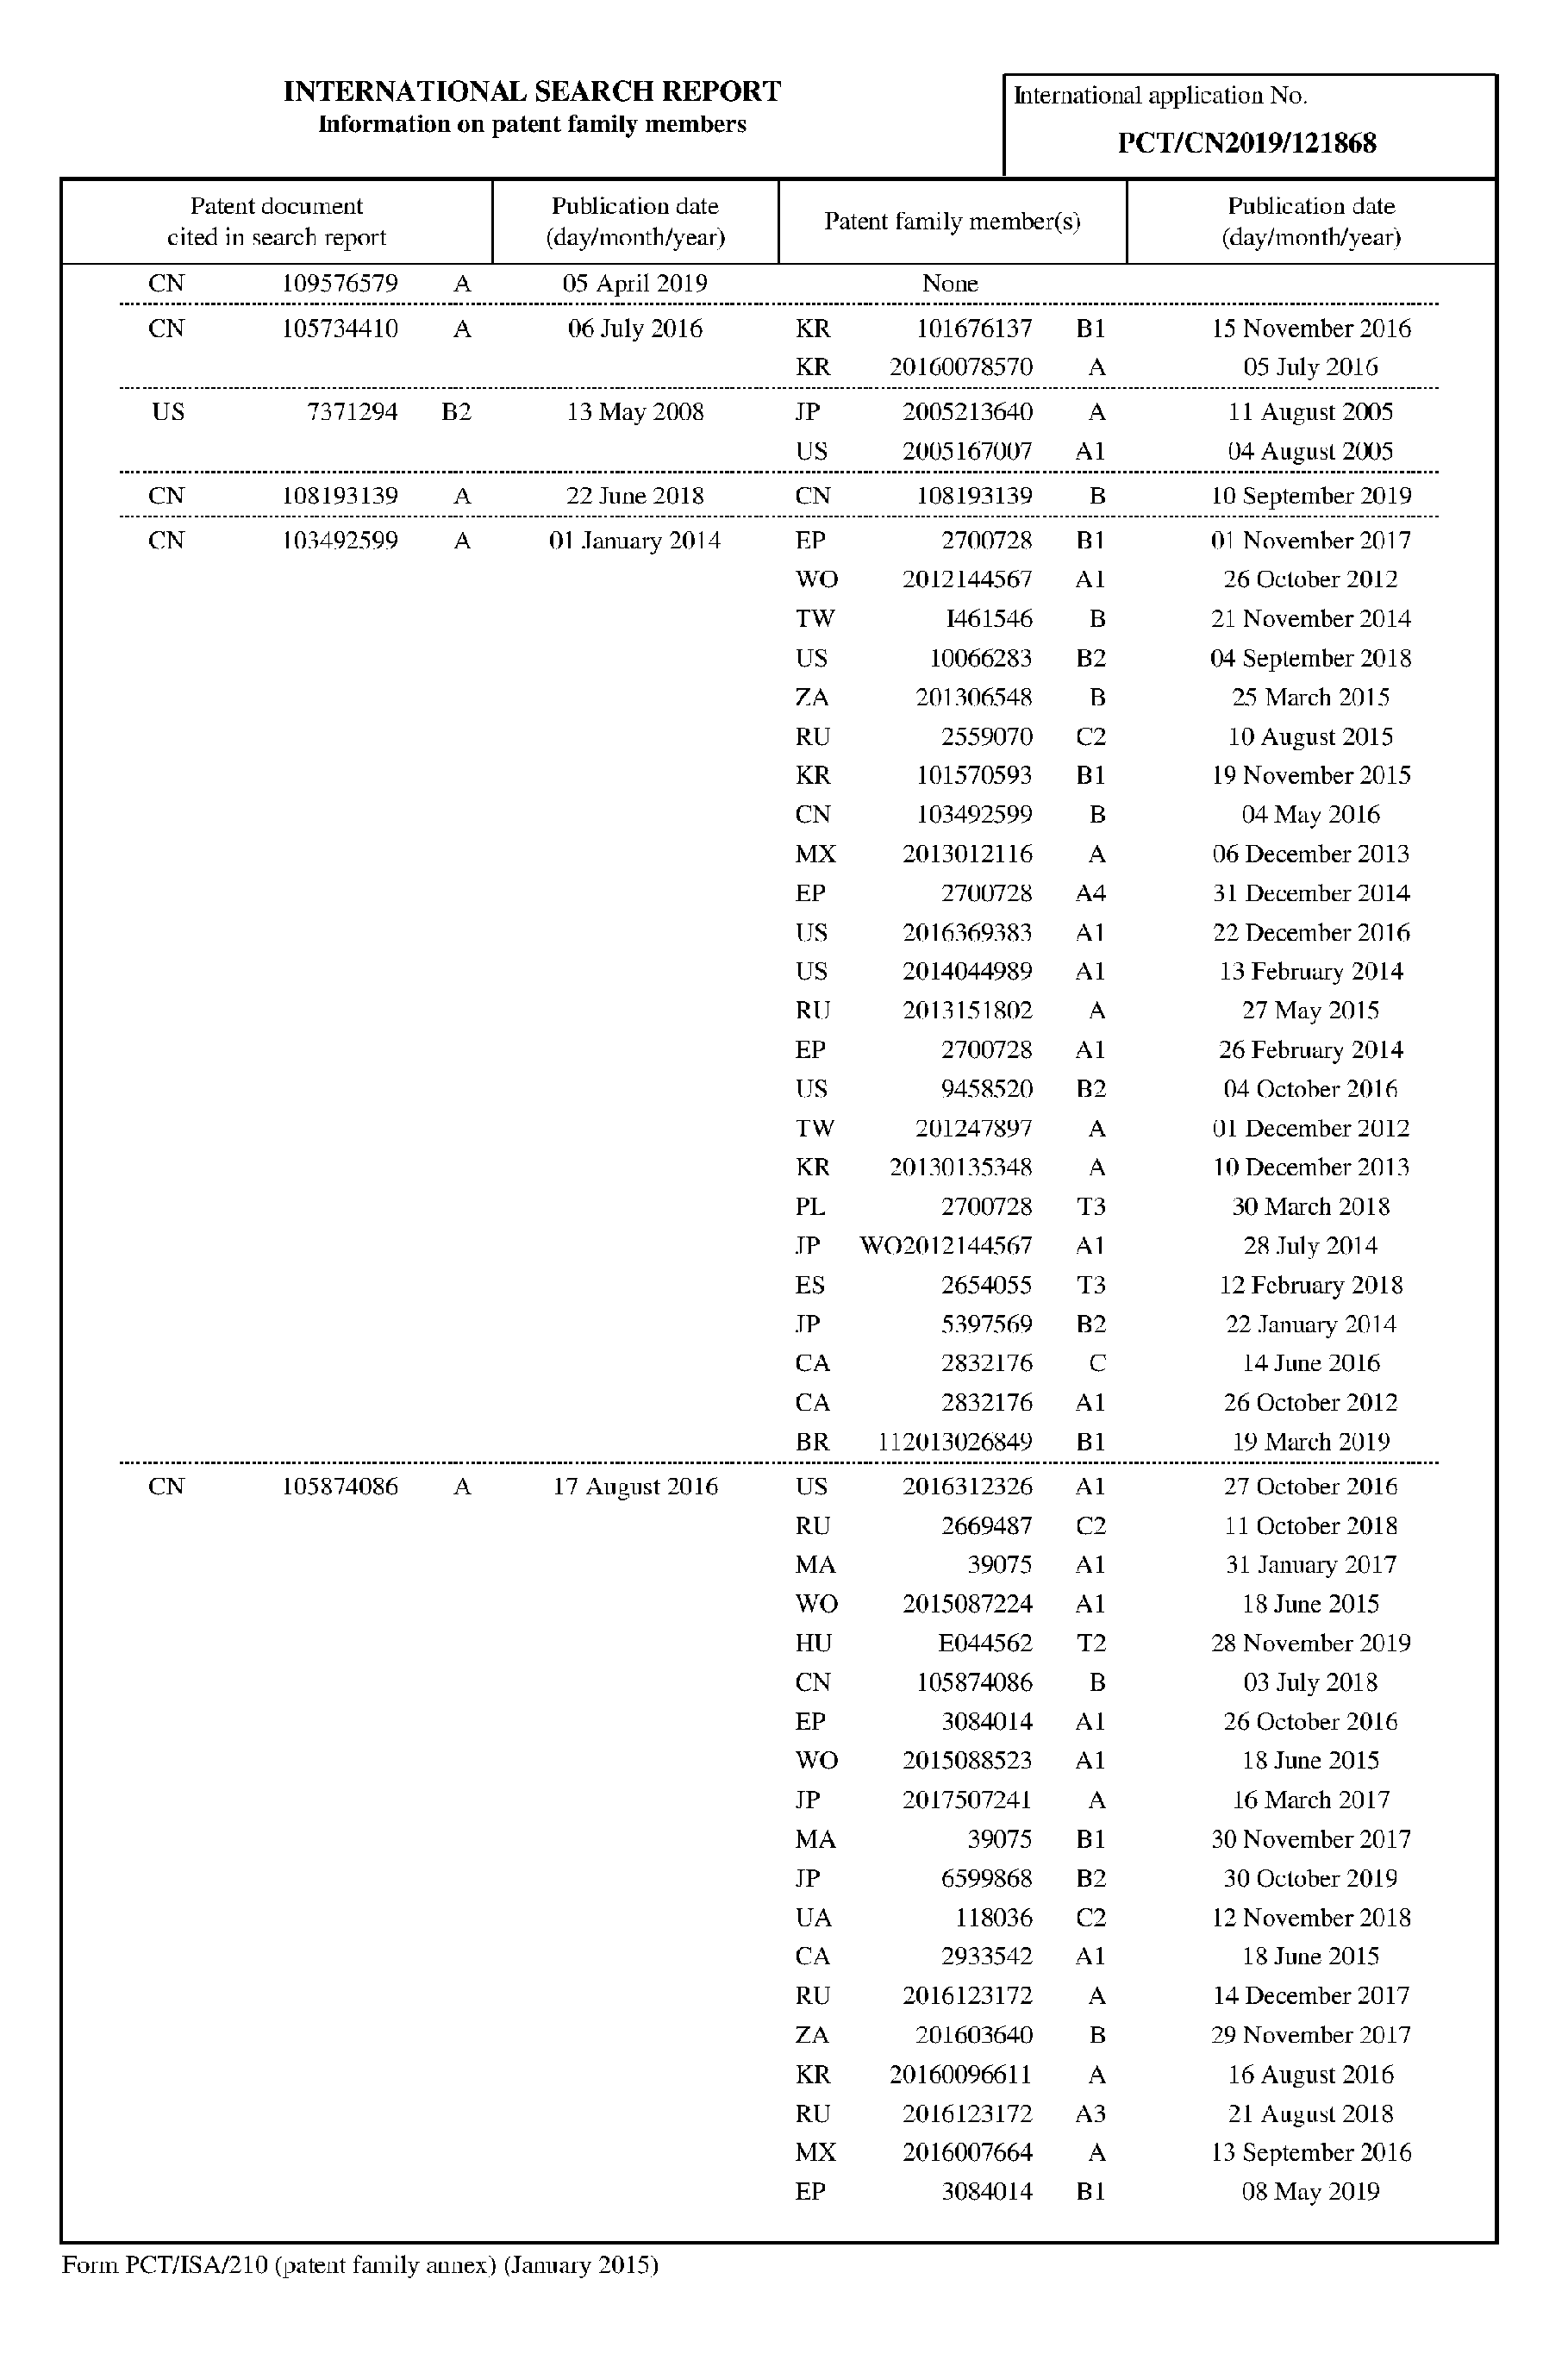 INTERNATIONAL SEARCH REPORT
Information on patent family members
International application No.
PCT/CN2019/121868
Patent document cited in search report Publication date (day/month/year) Patent family member(s) Publication date (day/month/year)
CN 109576579 A 05 April 2019 None
CN 105734410 A 06 July 2016 KR 101676137 B1 15 November 2016
KR 20160078570 A 05 July 2016
US 7371294 B2 13 May 2008 JP 2005213640 A 11 August 2005
US 2005167007 A1 04 August 2005
CN 108193139 A 22 June 2018 CN 108193139 B 10 September 2019
CN 103492599 A 01 January 2014 EP 2700728 B1 01 November 2017
WO 2012144567 A1 26 October 2012
TW I461546 B 21 November 2014
US 10066283 B2 04 September 2018
ZA 201306548 B 25 March 2015
RU 2559070 C2 10 August 2015
KR 101570593 B1 19 November 2015
CN 103492599 B 04 May 2016
MX 2013012116 A 06 December 2013
EP 2700728 A4 31 December 2014
US 2016369383 A1 22 December 2016
US 2014044989 A1 13 February 2014
RU 2013151802 A 27 May 2015
EP 2700728 A1 26 February 2014
US 9458520 B2 04 October 2016
TW 201247897 A 01 December 2012
KR 20130135348 A 10 December 2013
PL 2700728 T3 30 March 2018
JP WO2012144567 A1 28 July 2014
ES 2654055 T3 12 February 2018
JP 5397569 B2 22 January 2014
CA 2832176 C 14 June 2016
CA 2832176 A1 26 October 2012
BR 112013026849 B1 19 March 2019
CN 105874086 A 17 August 2016 US 2016312326 A1 27 October 2016
RU 2669487 C2 11 October 2018
MA 39075 A1 31 January 2017
WO 2015087224 A1 18 June 2015
HU E044562 T2 28 November 2019
CN 105874086 B 03 July 2018
EP 3084014 A1 26 October 2016
WO 2015088523 A1 18 June 2015
JP 2017507241 A 16 March 2017
MA 39075 B1 30 November 2017
JP 6599868 B2 30 October 2019
UA 118036 C2 12 November 2018
CA 2933542 A1 18 June 2015
RU 2016123172 A 14 December 2017
ZA 201603640 B 29 November 2017
KR 20160096611 A 16 August 2016
RU 2016123172 A3 21 August 2018
MX 2016007664 A 13 September 2016
EP 3084014 B1 08 May 2019
Form PCT/ISA/210 (patent family annex) (January 2015)